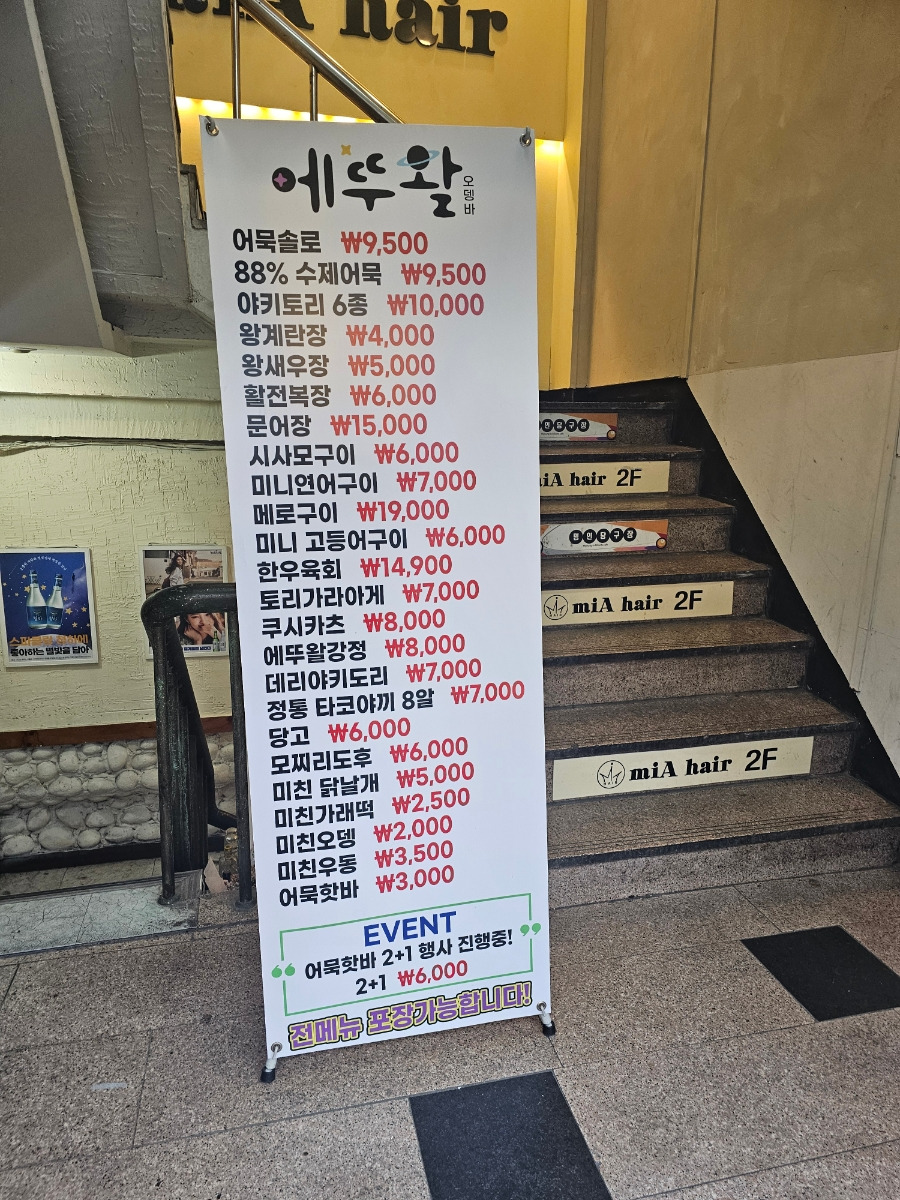 miA hair
에뚜왈 오뎅바
어묵솔로 ₩9,500
88% 수제어묵 ₩9,500
야키토리 6종 ₩10,000
왕계란장 ₩4,000
왕새우장 ₩5,000
활전복장 ₩6,000
문어장 ₩15,000
시사모구이 ₩6,000
미니연어구이 ₩7,000
메로구이 ₩19,000
미니 고등어구이 ₩6,000
한우육회 ₩14,900
토리가라아게 ₩7,000
쿠시카츠 ₩8,000
에뚜왈강정 ₩8,000
데리야키도리 ₩7,000
정통 타코야끼 8알 ₩7,000
당고 ₩6,000
모찌리도후 ₩6,000
미친 닭날개 ₩5,000
미친가래떡 ₩2,500
미친오뎅 ₩2,000
미친우동 ₩3,500
어묵핫바 ₩3,000
EVENT
“ 어묵핫바 2+1 행사 진행중! ”
2+1 ₩6,000
전메뉴 포장가능합니다!
miA hair 2F
miA hair 2F
miA hair 2F
좋아하는 별빛을 담아